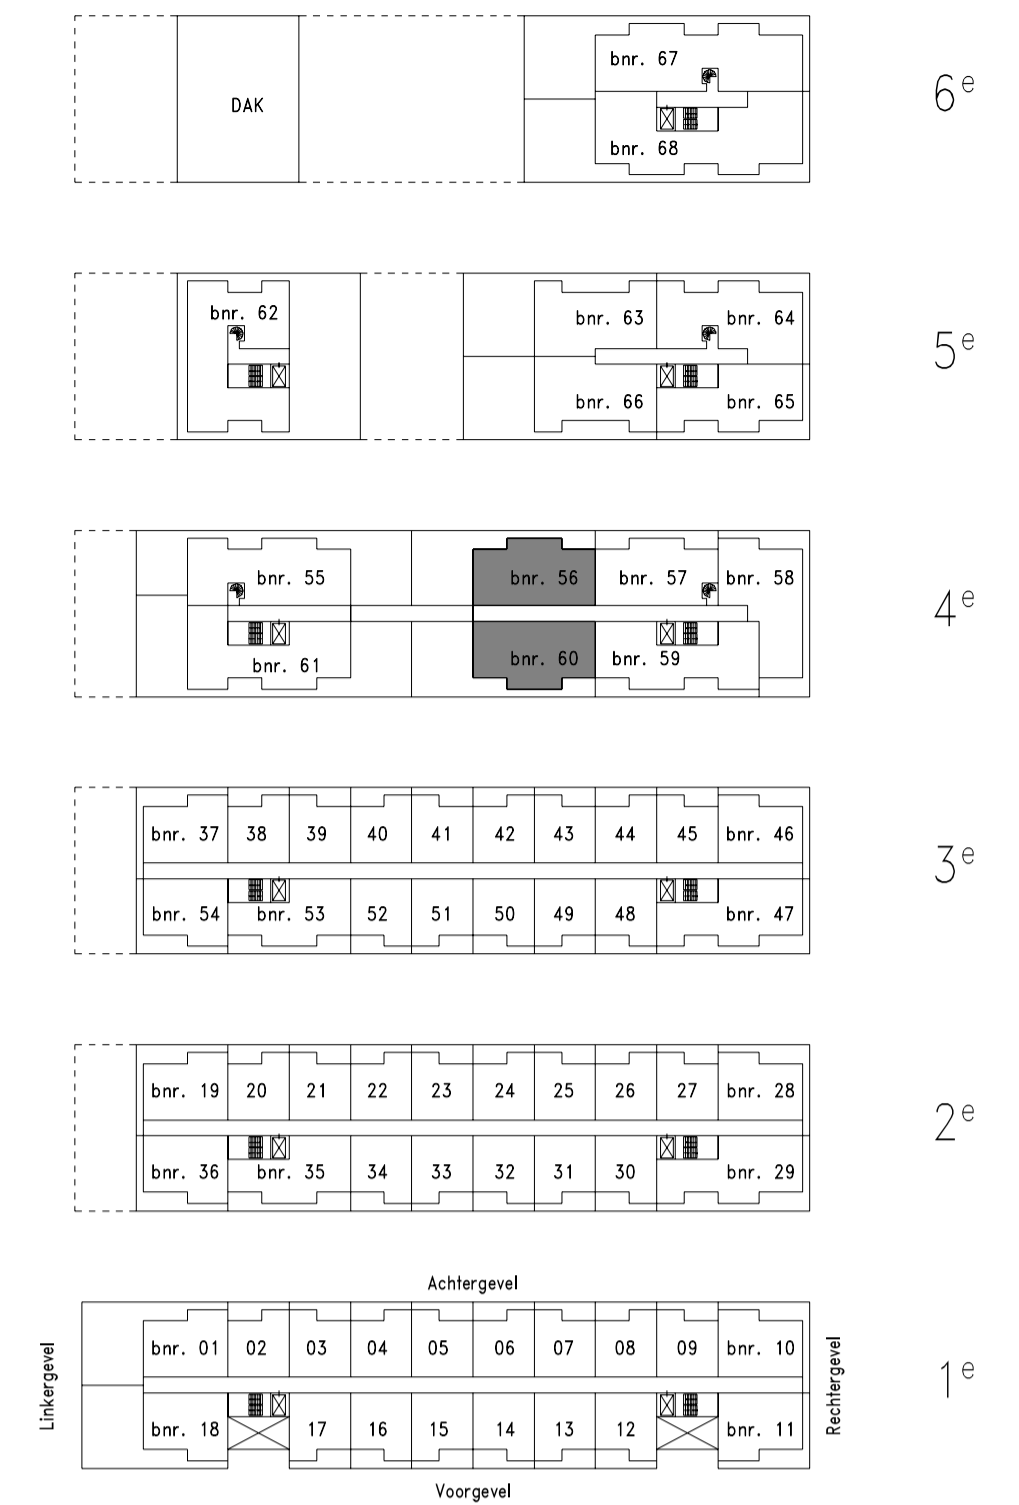 bnr. 67
DAK
6e
bnr. 68
bnr. 62
bnr. 63 bnr. 64
5e
bnr. 66 bnr. 65
bnr. 55 bnr. 56 bnr. 57 bnr. 58
4e
bnr. 61 bnr. 60 bnr. 59
bnr. 37 38 39 40 41 42 43 44 45 bnr. 46
3e
bnr. 54 bnr. 53 52 51 50 49 48 bnr. 47
bnr. 19 20 21 22 23 24 25 26 27 bnr. 28
2e
bnr. 36 bnr. 35 34 33 32 31 30 bnr. 29
Achtergevel
bnr. 01 02 03 04 05 06 07 08 09 bnr. 10
Linkergevel
Rechtergevel
1e
bnr. 18 17 16 15 14 13 12 bnr. 11
Voorgevel